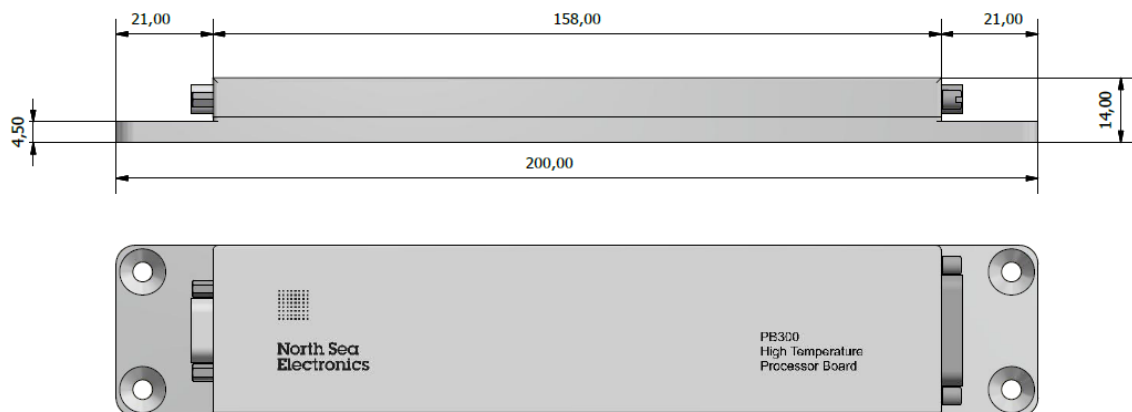 21,00
158,00
21,00
4,50
14,00
200,00
North Sea
Electronics
PB300
High Temperature
Processor Board